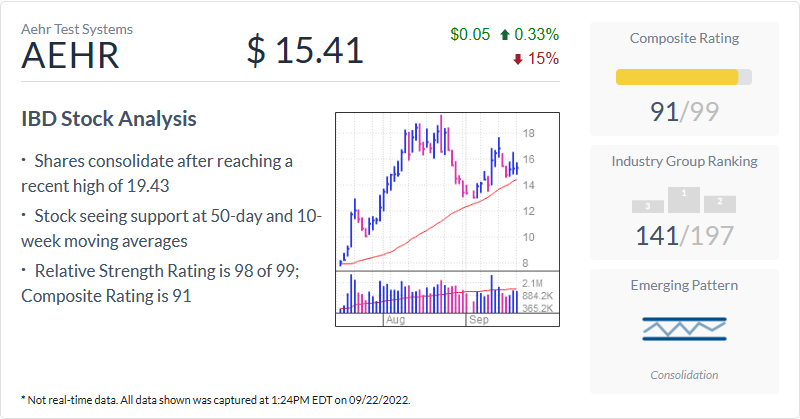 Aehr Test Systems
AEHR
$ 15.41
$0.05 0.33%
15%
IBD Stock Analysis
· Shares consolidate after reaching a
recent high of 19.43
· Stock seeing support at 50-day and 10-
week moving averages
· Relative Strength Rating is 98 of 99;
Composite Rating is 91
18
16
14
12
10
8
2.1M
884.2K
365.2K
Aug
Sep
Composite Rating
91/99
Industry Group Ranking
3
1
2
141/197
Emerging Pattern
Consolidation
* Not real-time data. All data shown was captured at 1:24PM EDT on 09/22/2022.